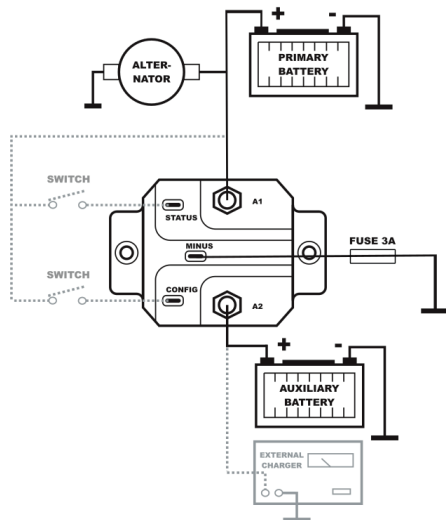 + -
ALTER-
NATOR
PRIMARY
BATTERY
SWITCH
STATUS
A1
MINUS
FUSE 3A
SWITCH
CONFIG
A2
+ -
AUXILIARY
BATTERY
EXTERNAL
CHARGER